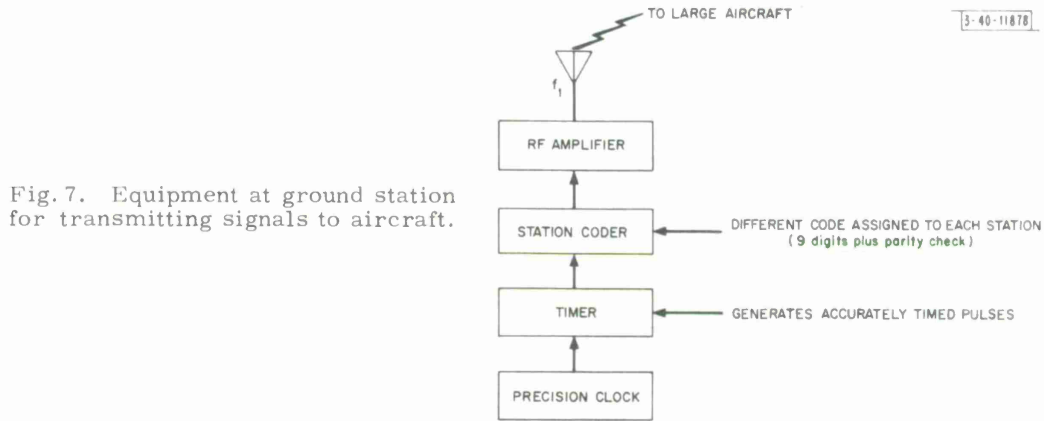 TO LARGE AIRCRAFT
3-40-11878
f1
RF AMPLIFIER
Fig. 7. Equipment at ground station
for transmitting signals to aircraft.
STATION CODER
DIFFERENT CODE ASSIGNED TO EACH STATION
(9 digits plus parity check)
TIMER
GENERATES ACCURATELY TIMED PULSES
PRECISION CLOCK